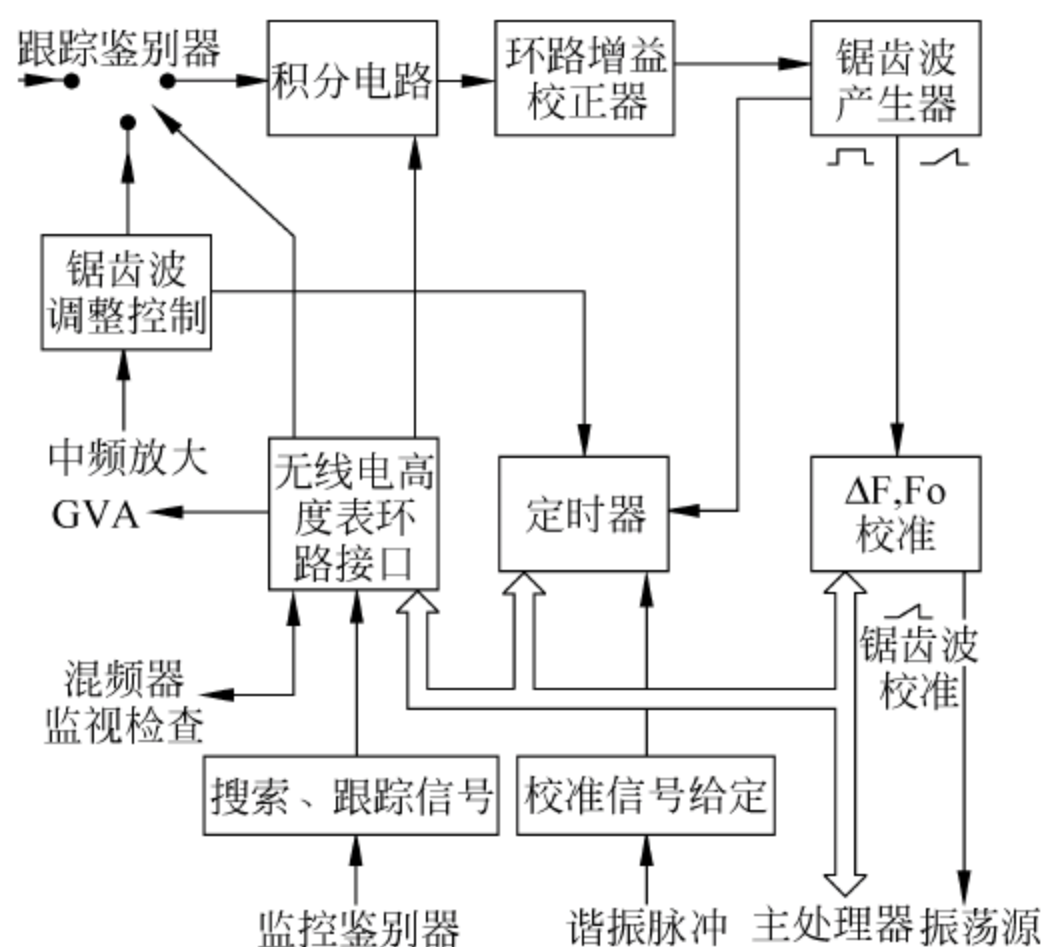 跟踪鉴别器
积分电路
环路增益
校正器
锯齿波
产生器
锯齿波
调整控制
中频放大
GVA
无线电高
度表环
路接口
定时器
ΔF,Fo
校准
锯齿波
校准
混频器
监视检查
搜索、跟踪信号
校准信号给定
监控鉴别器
谐振脉冲
主处理器
振荡源